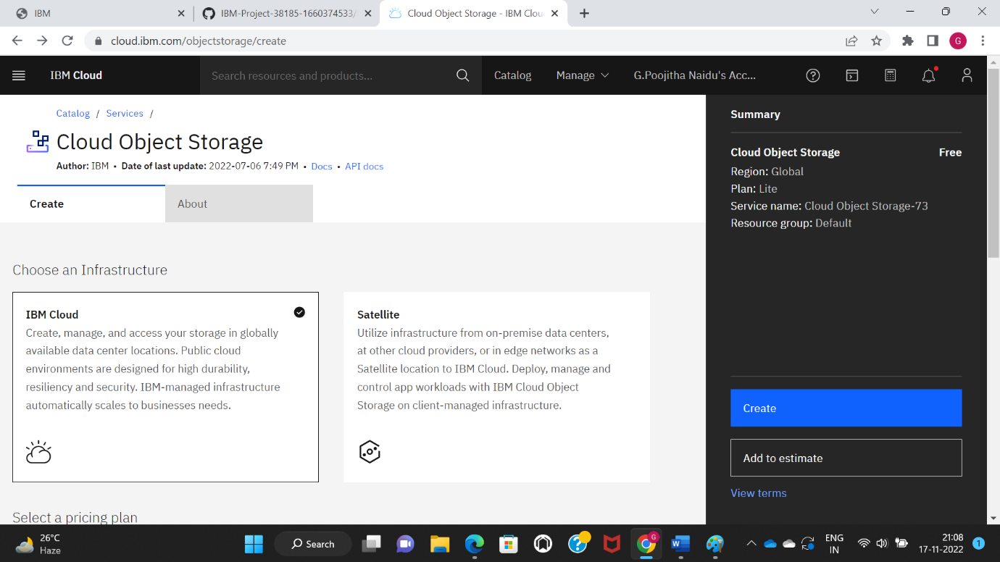 IBM
IBM-Project-38185-1660374533/
Cloud Object Storage - IBM Clou
cloud.ibm.com/objectstorage/create
G
IBM Cloud
Search resources and products...
Catalog
Manage
G.Poojitha Naidu's Acc...
Catalog / Services /
Cloud Object Storage
Author: IBM • Date of last update: 2022-07-06 7:49 PM • Docs • API docs
Create
About
Choose an Infrastructure
IBM Cloud
Create, manage, and access your storage in globally
available data center locations. Public cloud
environments are designed for high durability,
resiliency and security. IBM-managed infrastructure
automatically scales to businesses needs.
Satellite
Utilize infrastructure from on-premise data centers,
at other cloud providers, or in edge networks as a
Satellite location to IBM Cloud. Deploy, manage and
control app workloads with IBM Cloud Object
Storage on client-managed infrastructure.
Select a pricing plan
Summary
Cloud Object Storage Free
Region: Global
Plan: Lite
Service name: Cloud Object Storage-73
Resource group: Default
Create
Add to estimate
View terms
26°C
Haze
Search
G
W
ENG
IN
21:08
17-11-2022
1